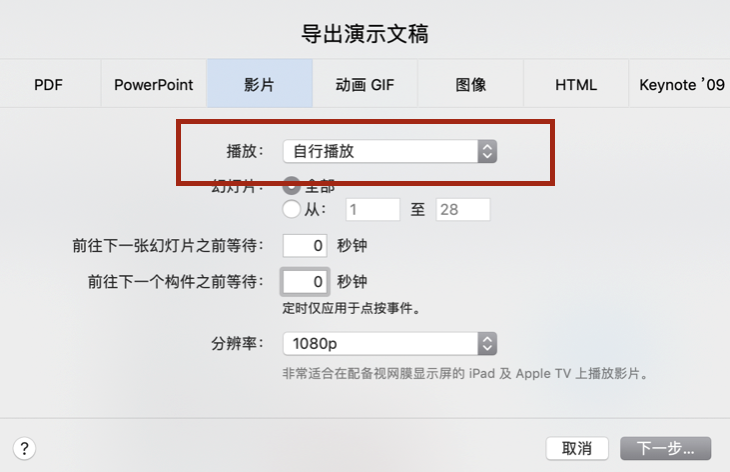 导出演示文稿
PDF PowerPoint 影片 动画 GIF 图像 HTML Keynote ’09
播放： 自行播放
幻灯片： 全部
从： 1 至 28
前往下一张幻灯片之前等待： 0 秒钟
前往下一个构件之前等待： 0 秒钟
定时仅应用于点按事件。
分辨率： 1080p
非常适合在配备视网膜显示屏的 iPad 及 Apple TV 上播放影片。
? 取消 下一步...